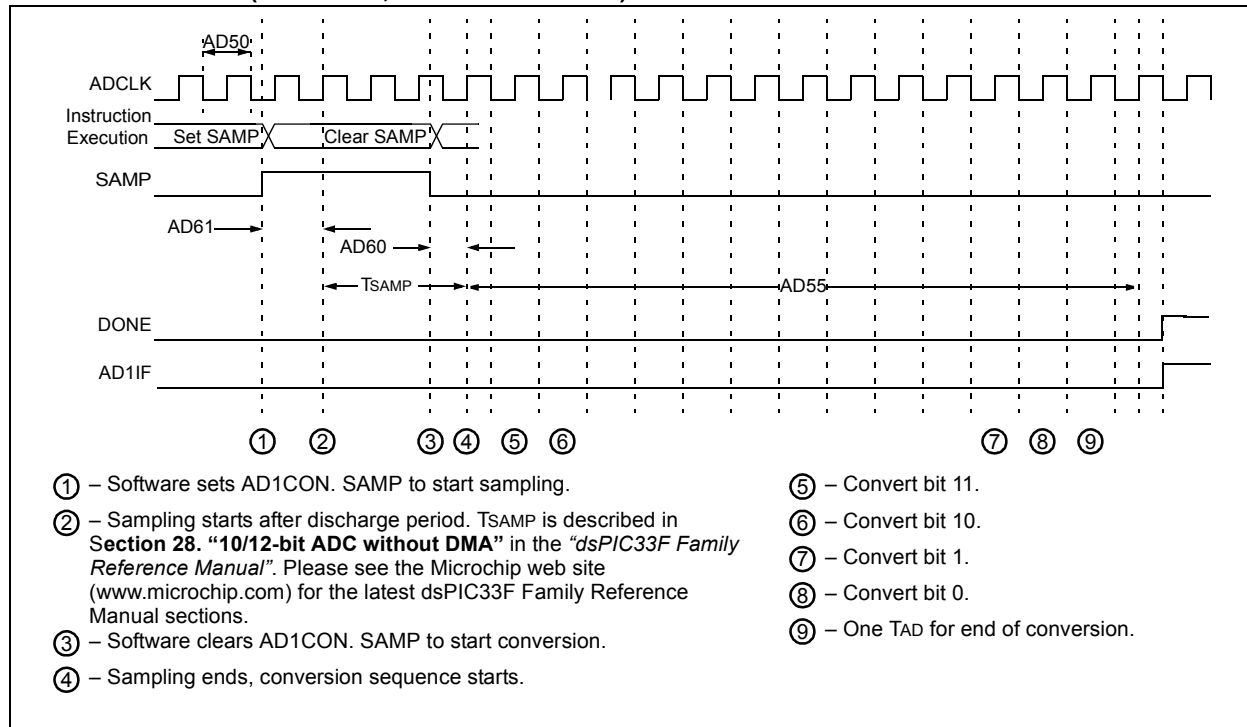 AD50
ADCLK
Instruction
Execution Set SAMP Clear SAMP
SAMP
AD61
AD60
TSAMP AD55
DONE
AD1IF
1 2 3 4 5 6 7 8 9
1 – Software sets AD1CON. SAMP to start sampling.
2 – Sampling starts after discharge period. TSAMP is described in
Section 28. “10/12-bit ADC without DMA” in the “dsPIC33F Family
Reference Manual”. Please see the Microchip web site
(www.microchip.com) for the latest dsPIC33F Family Reference
Manual sections.
3 – Software clears AD1CON. SAMP to start conversion.
4 – Sampling ends, conversion sequence starts.
5 – Convert bit 11.
6 – Convert bit 10.
7 – Convert bit 1.
8 – Convert bit 0.
9 – One TAD for end of conversion.